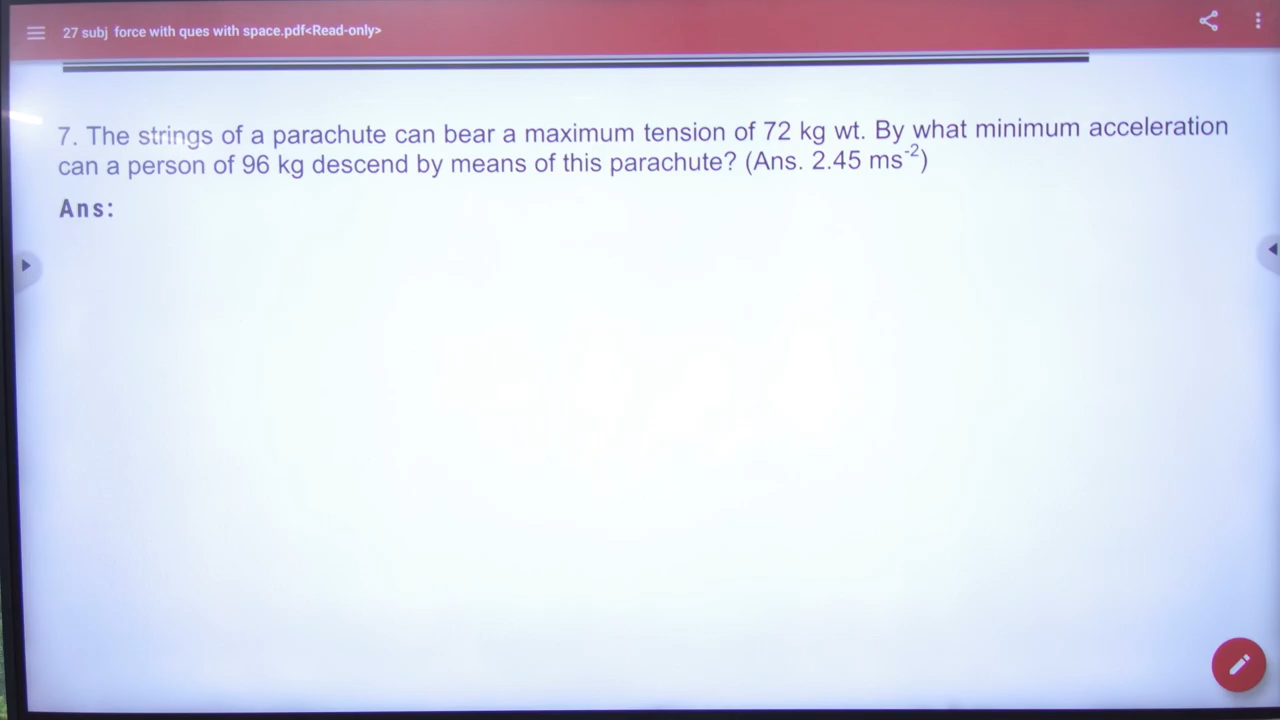 27 subj force with ques with space.pdf<Read-only>
7. The strings of a parachute can bear a maximum tension of 72 kg wt. By what minimum acceleration
can a person of 96 kg descend by means of this parachute? (Ans. 2.45 ms⁻²)
Ans: